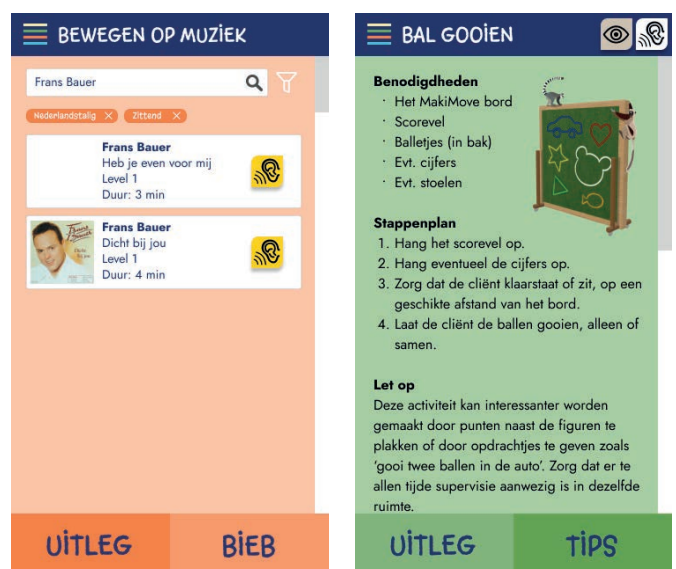 BEWEGEN OP MUZiEK
Frans Bauer
Nederlandstalig X
Zittend X
Frans Bauer
Heb je even voor mij
Level 1
Duur: 3 min
Frans Bauer
Dicht bij jou
Level 1
Duur: 4 min
UiTLEG
BiEB
BAL GOOiEN
Benodigdheden
· Het MakiMove bord
· Scorevel
· Balletjes (in bak)
· Evt. cijfers
· Evt. stoelen
Stappenplan
1. Hang het scorevel op.
2. Hang eventueel de cijfers op.
3. Zorg dat de cliënt klaarstaat of zit, op een
geschikte afstand van het bord.
4. Laat de cliënt de ballen gooien, alleen of
samen.
Let op
Deze activiteit kan interessanter worden
gemaakt door punten naast de figuren te
plakken of door opdrachtjes te geven zoals
‘gooi twee ballen in de auto’. Zorg dat er te
allen tijde supervisie aanwezig is in dezelfde
ruimte.
UiTLEG
TiPS